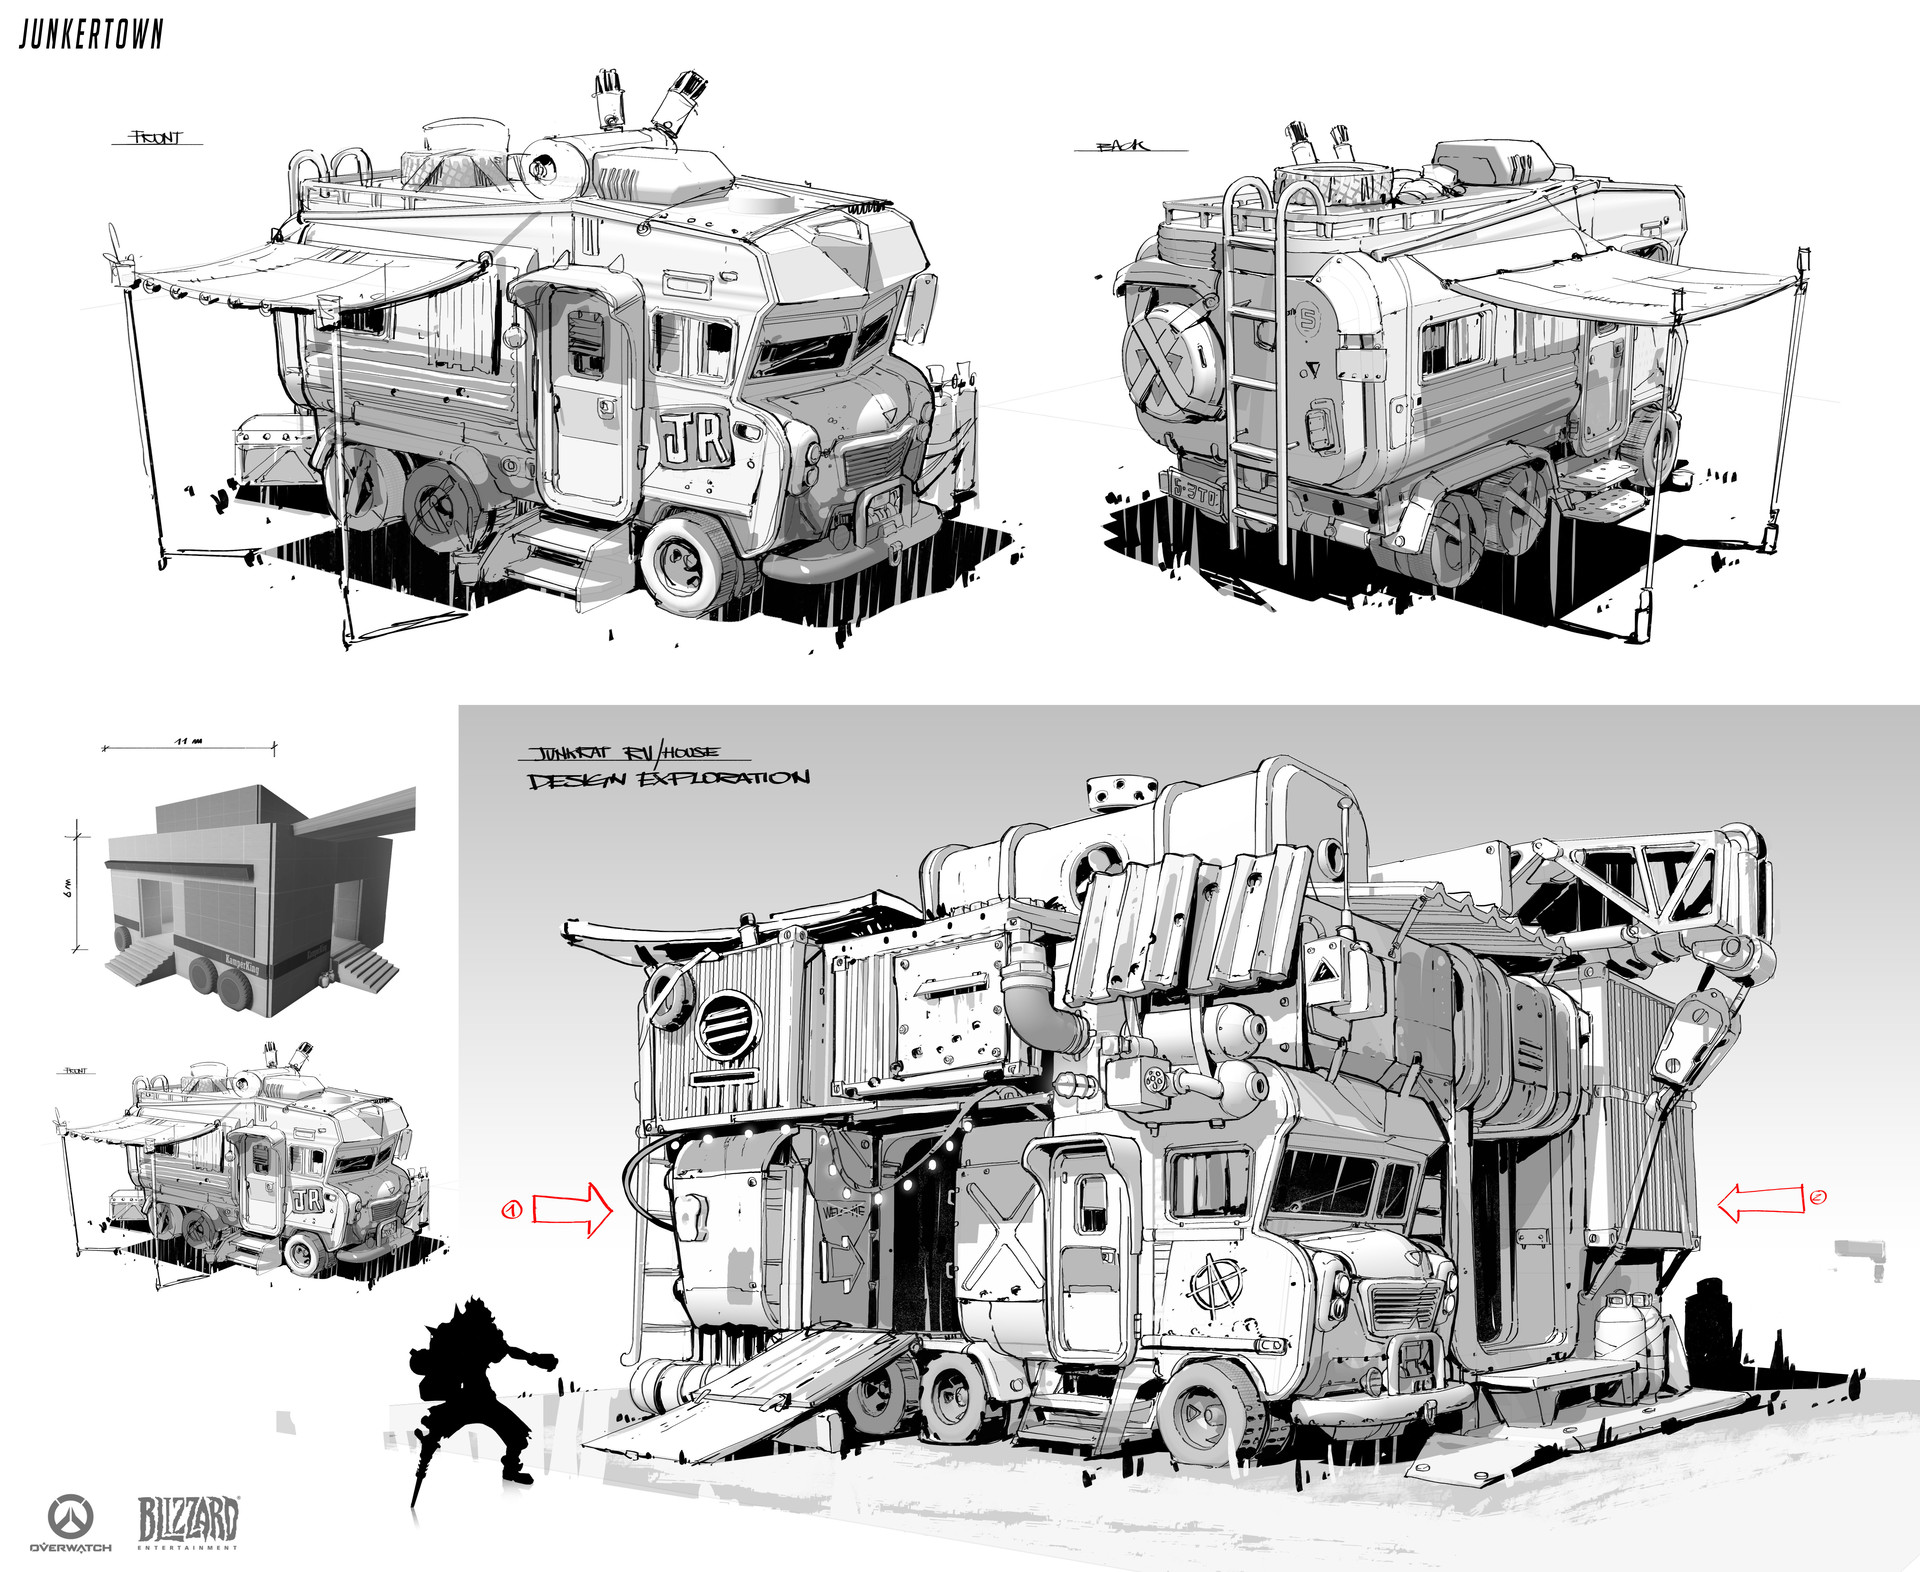 JUNKERTOWN
FRONT
BACK
JR
S
11 m
6 m
KamperKing
FRONT
JR
JUNKRAT RV/HOUSE
DESIGN EXPLORATION
WELCOME
1
2
OVERWATCH
BLIZZARD
ENTERTAINMENT